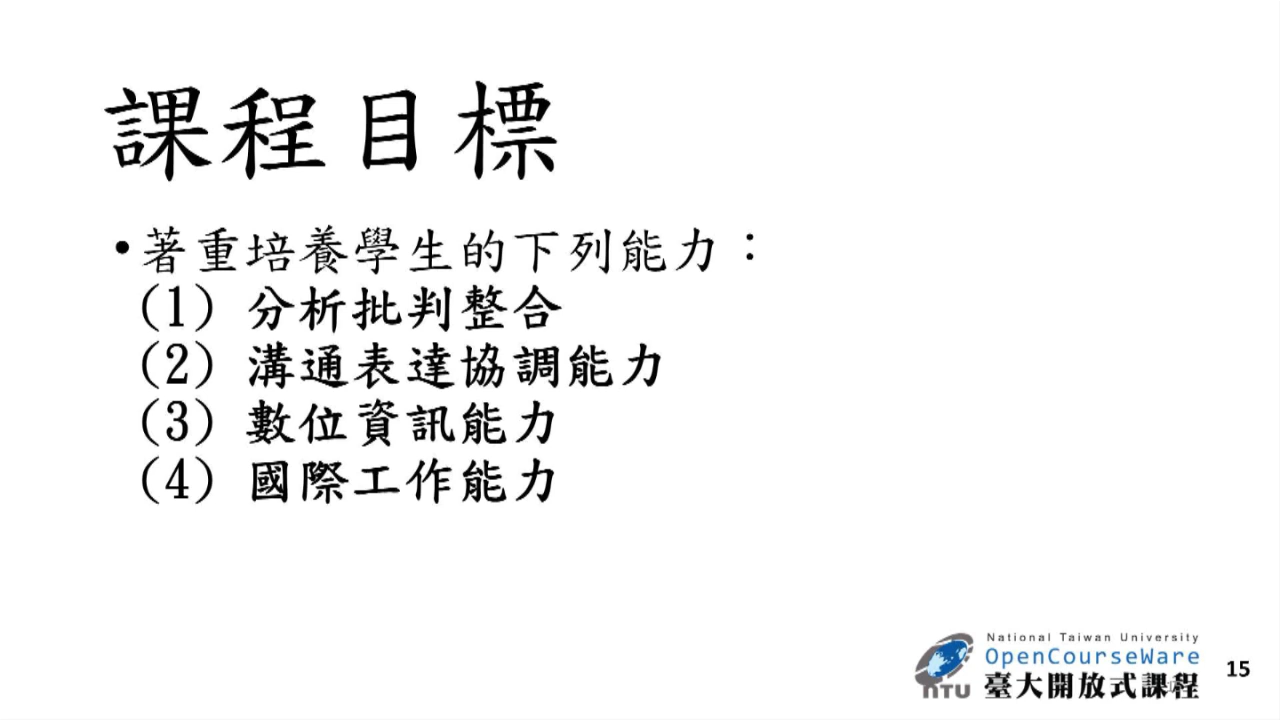 課程目標
•著重培養學生的下列能力：
(1) 分析批判整合
(2) 溝通表達協調能力
(3) 數位資訊能力
(4) 國際工作能力
National Taiwan University
OpenCourseWare
NTU 臺大開放式課程
15